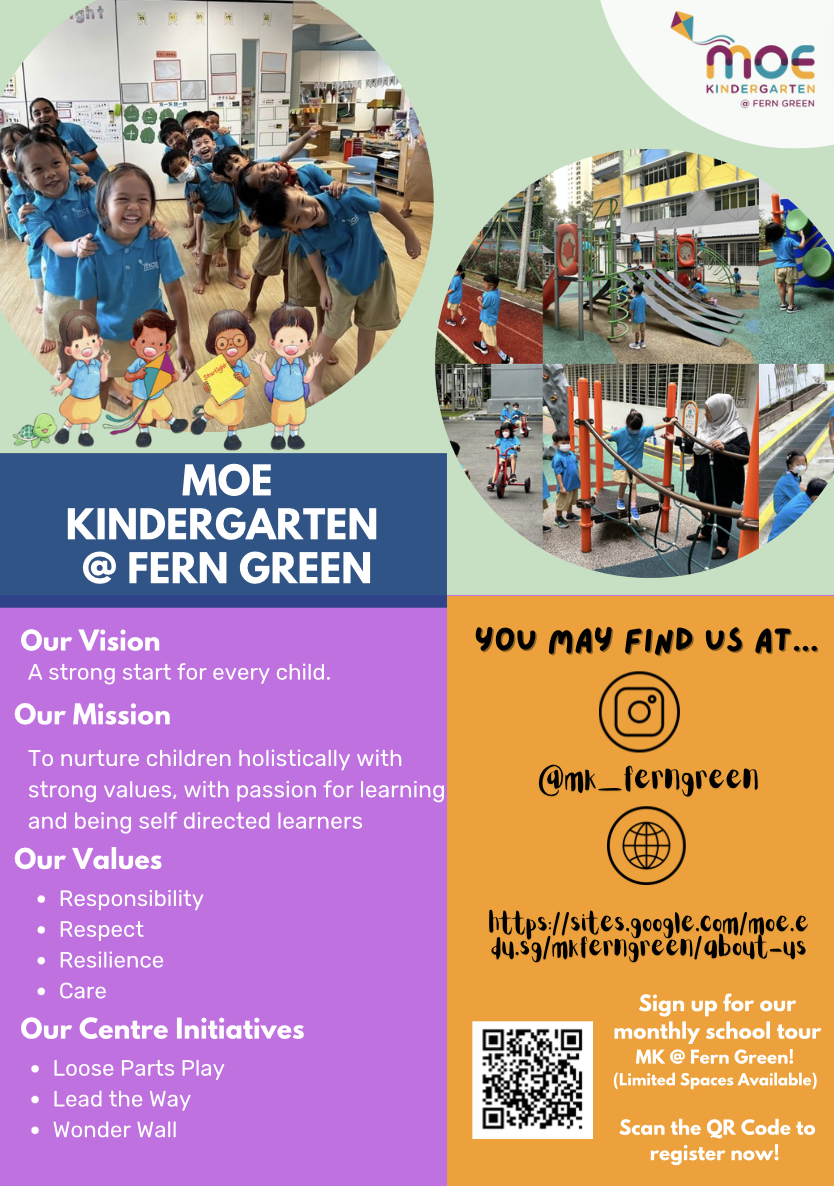 moe
KINDERGARTEN
@ FERN GREEN
MOE
KINDERGARTEN
@ FERN GREEN
Our Vision
A strong start for every child.
Our Mission
To nurture children holistically with
strong values, with passion for learning
and being self directed learners
Our Values
• Responsibility
• Respect
• Resilience
• Care
Our Centre Initiatives
• Loose Parts Play
• Lead the Way
• Wonder Wall
YOU MAY FIND US AT...
@mk_ferngreen
https://sites.google.com/moe.e
du.sg/mkferngreen/about-us
Sign up for our
monthly school tour
MK @ Fern Green!
(Limited Spaces Available)
Scan the QR Code to
register now!